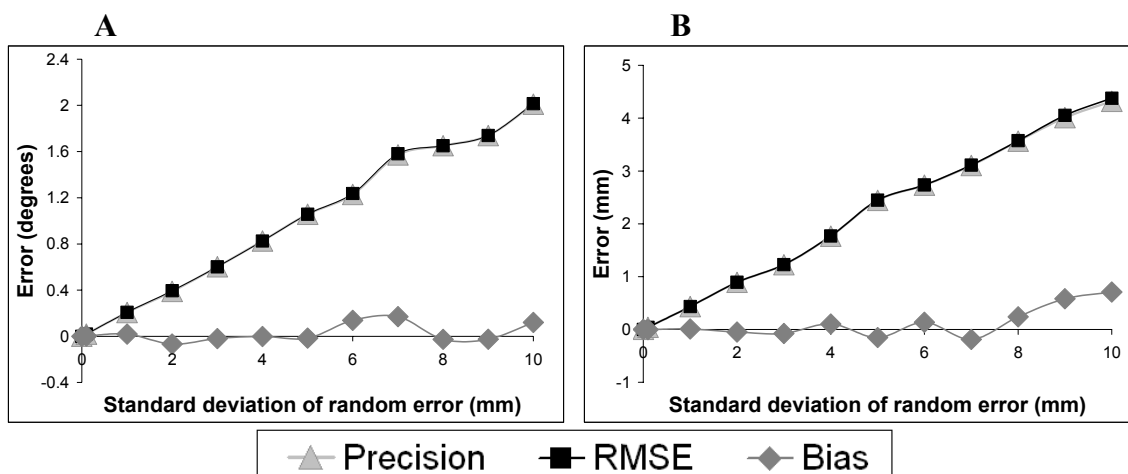 A
2.4
2
1.6
1.2
0.8
0.4
0
-0.4
0 2 4 6 8 10
Error (degrees)
Standard deviation of random error (mm)
B
5
4
3
2
1
0
-1
0 2 4 6 8 10
Error (mm)
Standard deviation of random error (mm)
Precision RMSE Bias